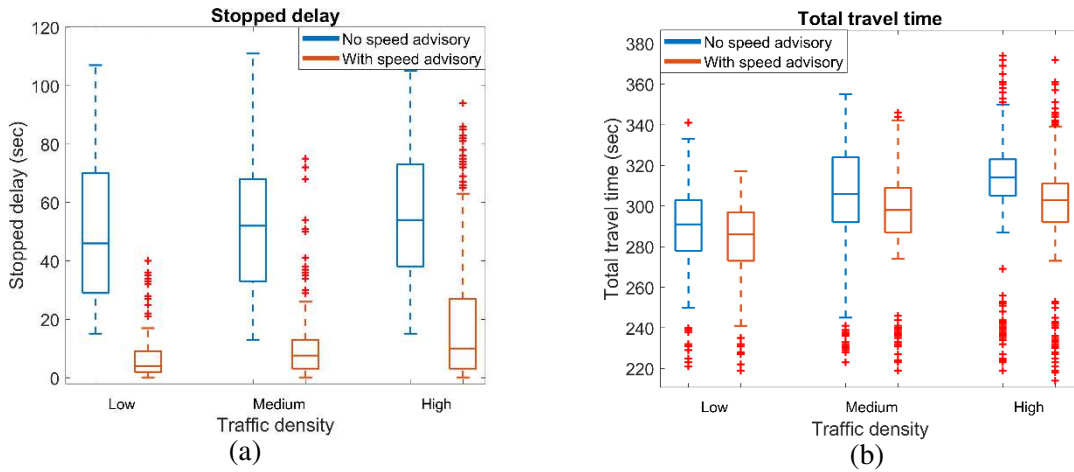 Stopped delay
120
100
80
60
40
20
0
Stopped delay (sec)
No speed advisory
With speed advisory
Low
Medium
High
Traffic density
(a)
Total travel time
380
360
340
320
300
280
260
240
220
Total travel time (sec)
No speed advisory
With speed advisory
Low
Medium
High
Traffic density
(b)